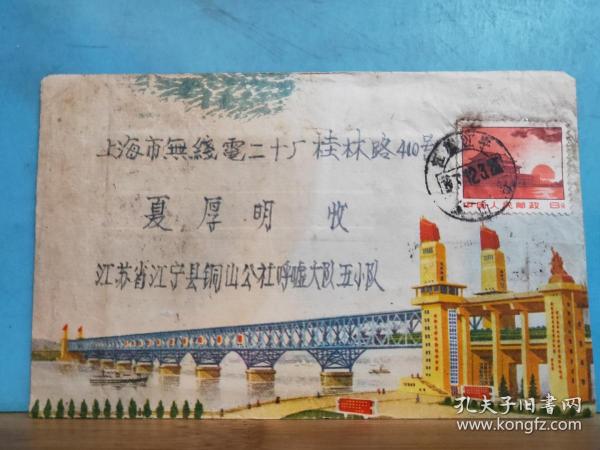 上海市無綫電二十厂桂林路410号
夏厚明 收
江苏省江宁县铜山公社呼嘘大队五小队
中国人民邮政 8分
孔夫子旧书网
www.kongfz.com